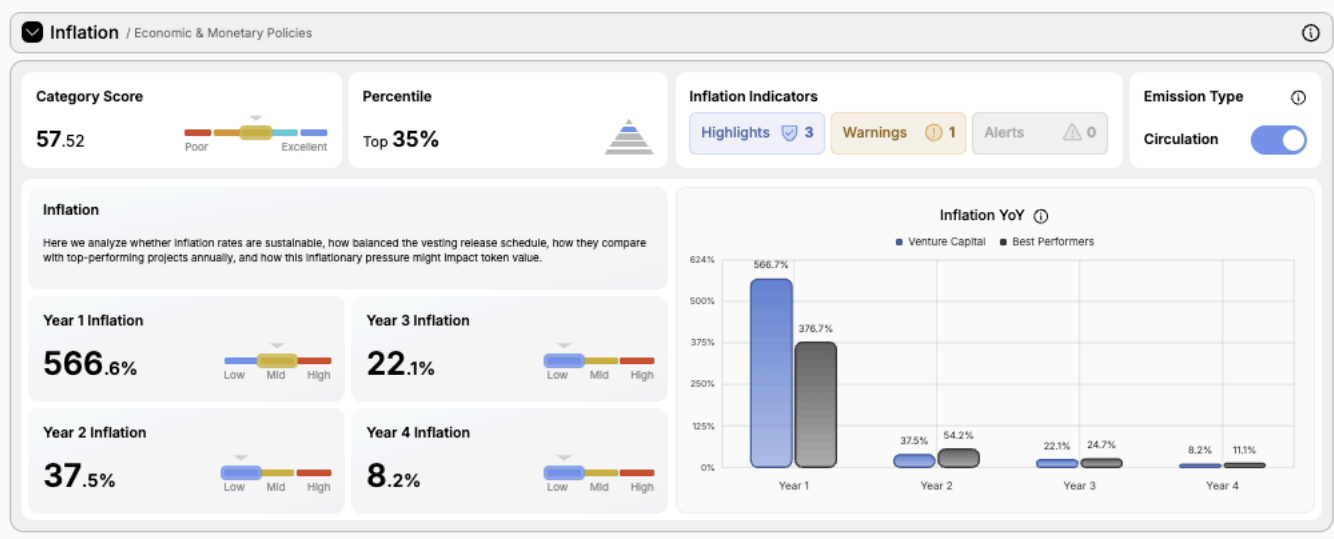 Inflation / Economic & Monetary Policies
Category Score
57.52
Poor
Excellent
Percentile
Top 35%
Inflation Indicators
Highlights 3
Warnings 1
Alerts 0
Emission Type
Circulation
Inflation
Here we analyze whether inflation rates are sustainable, how balanced the vesting release schedule, how they compare
with top-performing projects annually, and how this inflationary pressure might impact token value.
Year 1 Inflation
566.6%
Low Mid High
Year 3 Inflation
22.1%
Low Mid High
Year 2 Inflation
37.5%
Low Mid High
Year 4 Inflation
8.2%
Low Mid High
Inflation YoY
Venture Capital Best Performers
624%
500%
375%
250%
125%
0%
566.7%
376.7%
37.5%
54.2%
22.1%
24.7%
8.2%
11.1%
Year 1 Year 2 Year 3 Year 4